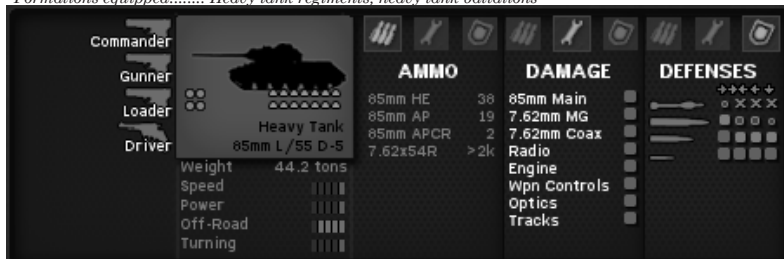 Formations equipped........ Heavy tank regiments, heavy tank battalions
Commander
Gunner
Loader
Driver
Heavy Tank
85mm L/55 D-5
Weight 44.2 tons
Speed
Power
Off-Road
Turning
AMMO
85mm HE 38
85mm AP 19
85mm APCR 2
7.62x54R >2k
DAMAGE
85mm Main
7.62mm MG
7.62mm Coax
Radio
Engine
Wpn Controls
Optics
Tracks
DEFENSES